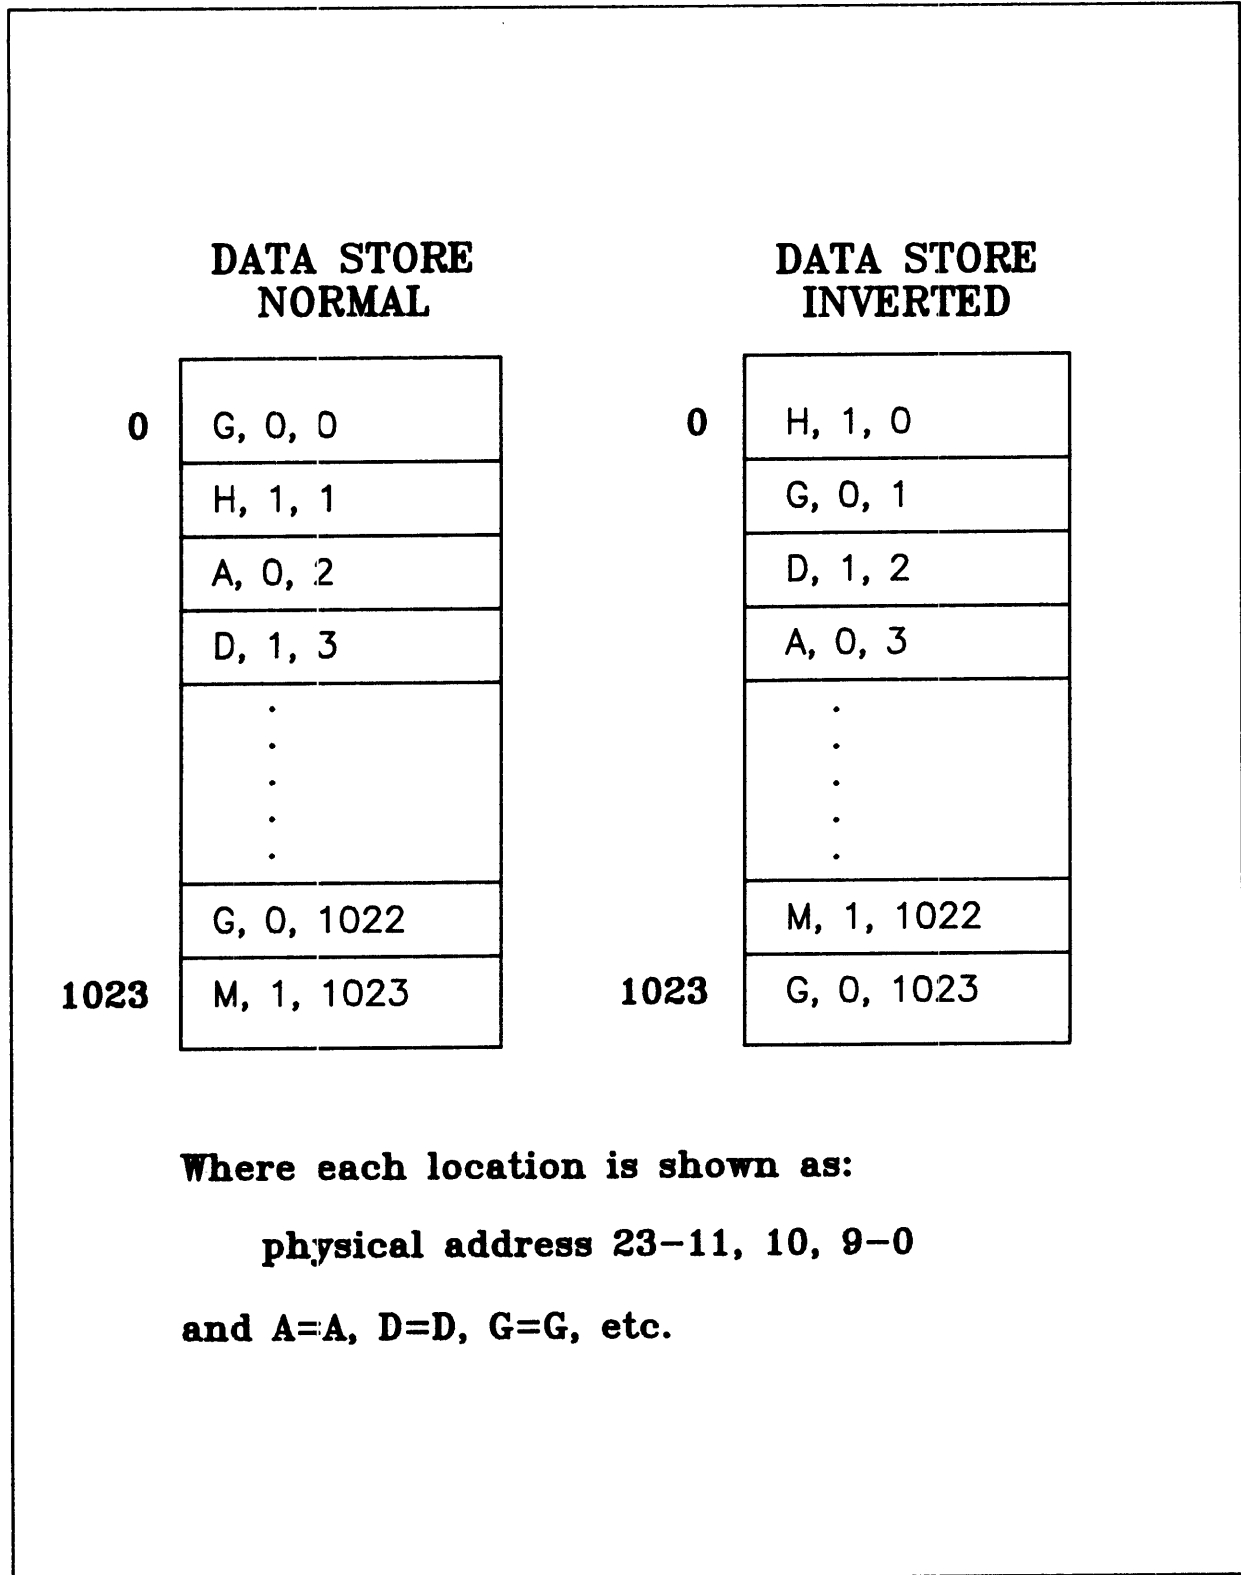 DATA STORE
NORMAL
0
G, 0, 0
H, 1, 1
A, 0, 2
D, 1, 3
G, 0, 1022
1023
M, 1, 1023
DATA STORE
INVERTED
0
H, 1, 0
G, 0, 1
D, 1, 2
A, 0, 3
M, 1, 1022
1023
G, 0, 1023
Where each location is shown as:
physical address 23-11, 10, 9-0
and A=A, D=D, G=G, etc.